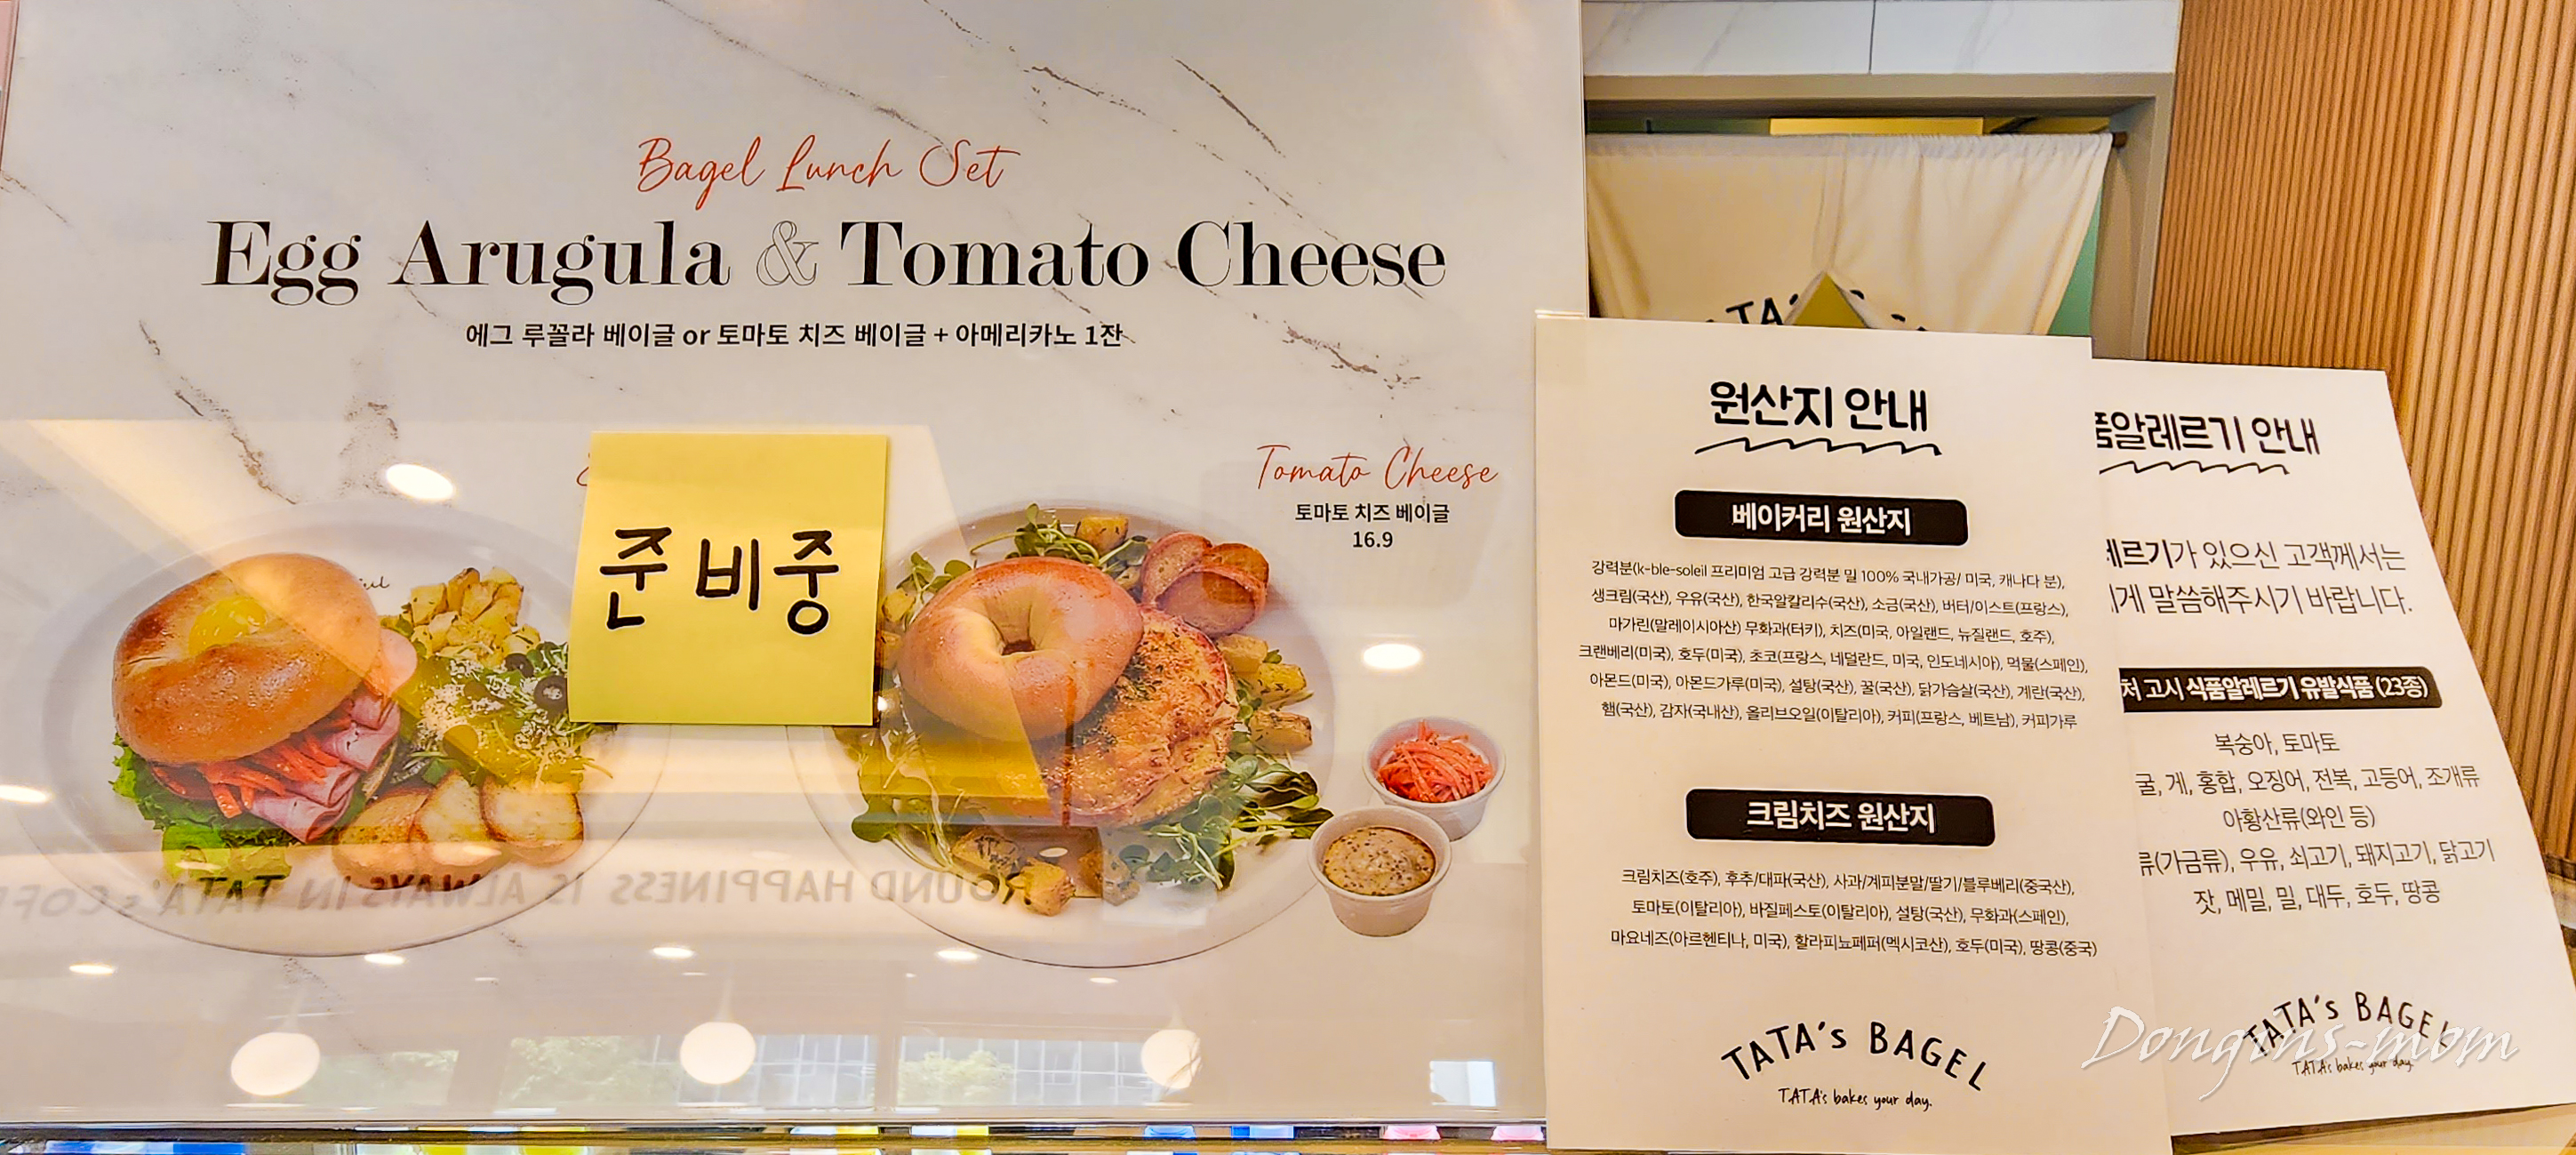 Bagel Lunch Set
Egg Arugula & Tomato Cheese
에그 루꼴라 베이글 or 토마토 치즈 베이글 + 아메리카노 1잔
준비중
Tomato Cheese
토마토 치즈 베이글
16.9
ROUND HAPPINESS IS ALWAYS IN TATA's
원산지 안내
베이커리 원산지
강력분(k-ble-soleil 프리미엄 고급 강력분 밀 100% 국내가공/ 미국, 캐나다 분),
생크림(국산), 우유(국산), 한국알칼리수(국산), 소금(국산), 버터/이스트(프랑스),
마가린(말레이시아산) 무화과(터키), 치즈(미국, 아일랜드, 뉴질랜드, 호주),
크랜베리(미국), 호두(미국), 초코(프랑스, 네덜란드, 미국, 인도네시아), 먹물(스페인),
아몬드(미국), 아몬드가루(미국), 설탕(국산), 꿀(국산), 닭가슴살(국산), 계란(국산),
햄(국산), 감자(국내산), 올리브오일(이탈리아), 커피(프랑스, 베트남), 커피가루
크림치즈 원산지
크림치즈(호주), 후추/대파(국산), 사과/계피분말/딸기/블루베리(중국산),
토마토(이탈리아), 바질페스토(이탈리아), 설탕(국산), 무화과(스페인),
마요네즈(아르헨티나, 미국), 할라피뇨페퍼(멕시코산), 호두(미국), 땅콩(중국)
TATA's BAGEL
TATA's bakes your day.
품알레르기 안내
레르기가 있으신 고객께서는
게 말씀해주시기 바랍니다.
처 고시 식품알레르기 유발식품 (23종)
복숭아, 토마토
굴, 게, 홍합, 오징어, 전복, 고등어, 조개류
아황산류(와인 등)
류(가금류), 우유, 쇠고기, 돼지고기, 닭고기
잣, 메밀, 밀, 대두, 호두, 땅콩
TATA's BAGEL
TATA's bakes your day.
Dongins-mom